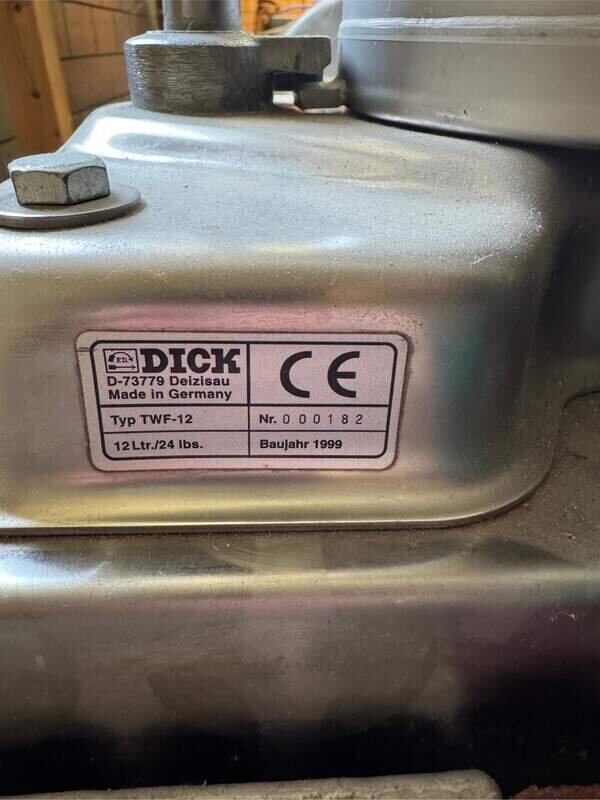 F.D. DICK
D-73779 Deizisau
Made in Germany
CE
Typ TWF-12
Nr. 000182
12 Ltr./24 lbs.
Baujahr 1999